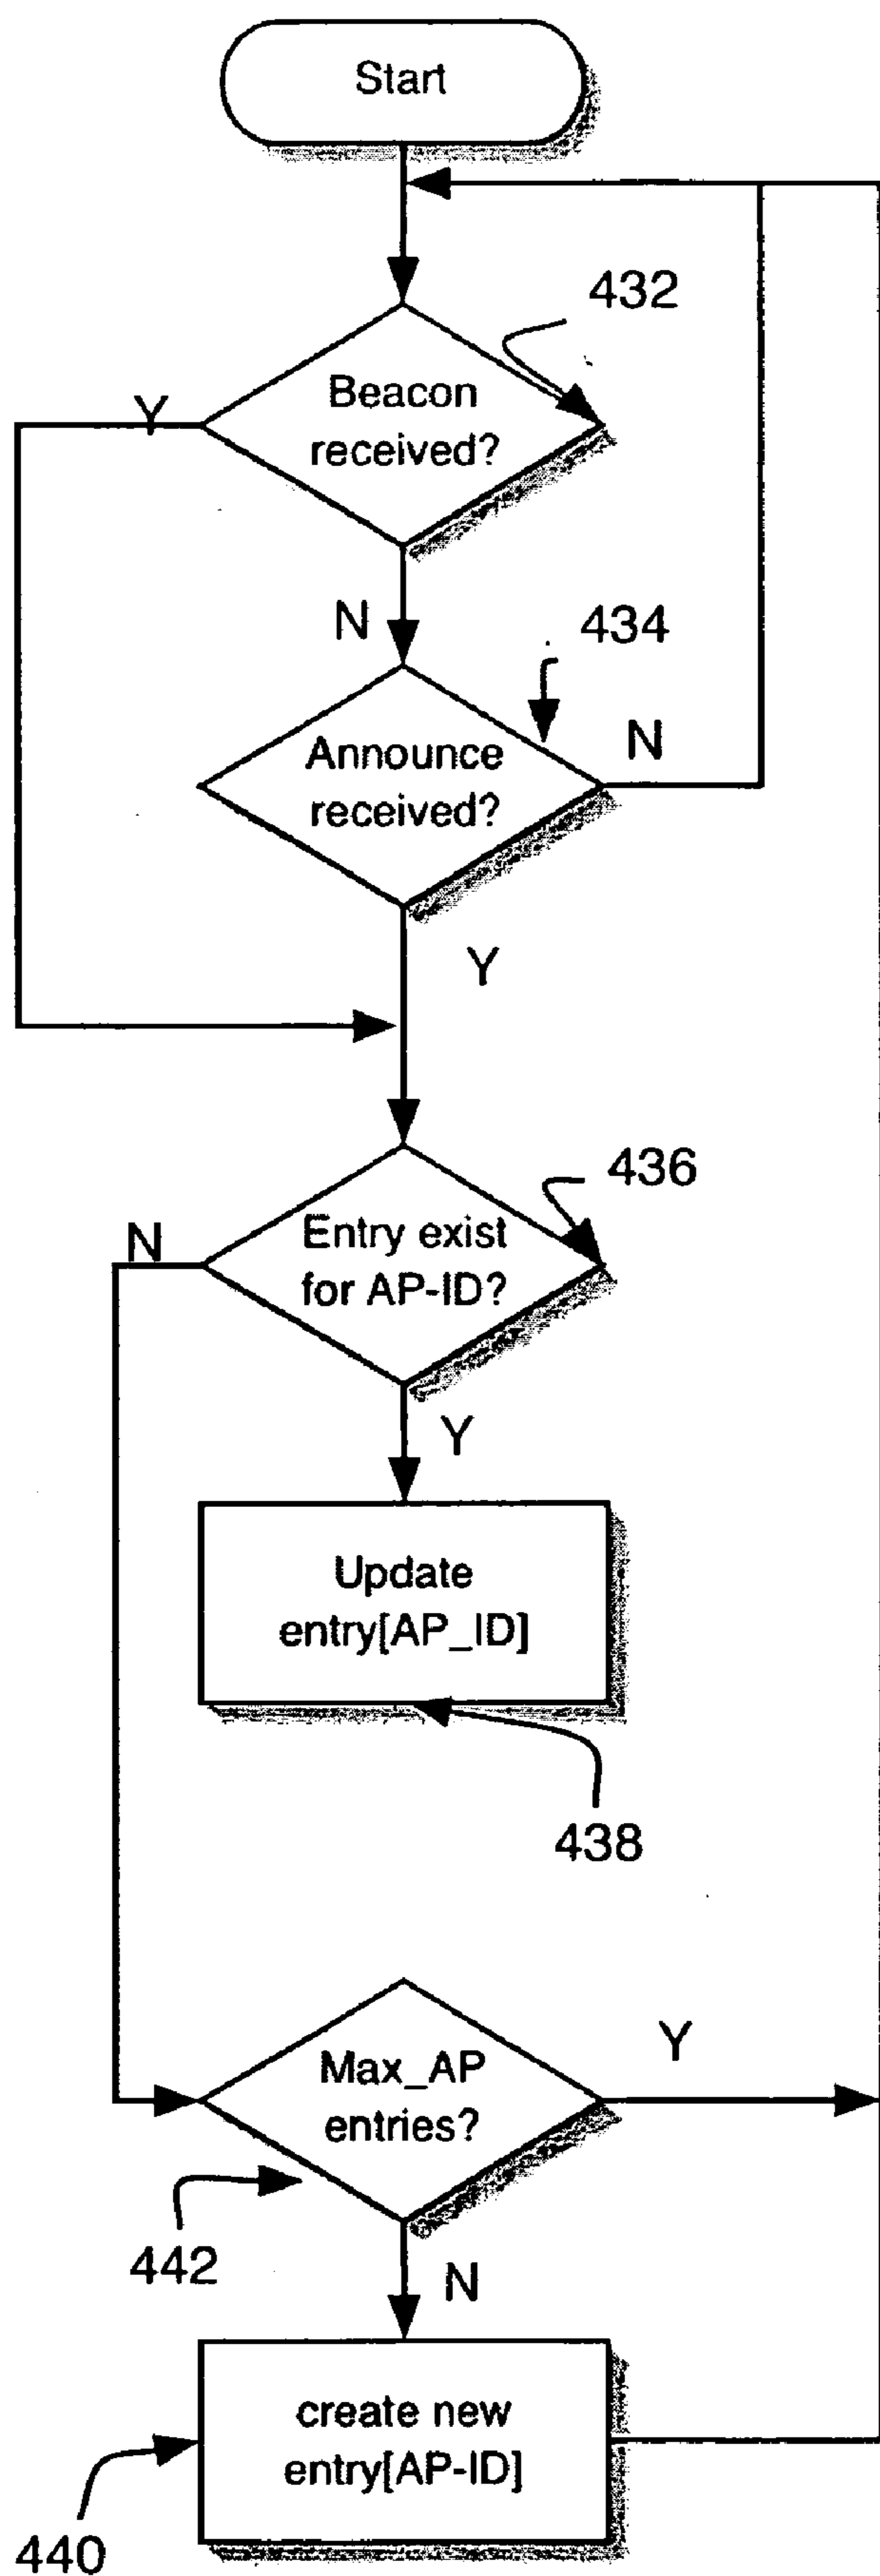 Start
432
Beacon
received?
Y
N
434
Announce
received?
N
Y
436
Entry exist
for AP-ID?
N
Y
Update
entry[AP_ID]
438
Max_AP
entries?
Y
442
N
create new
entry[AP-ID]
440